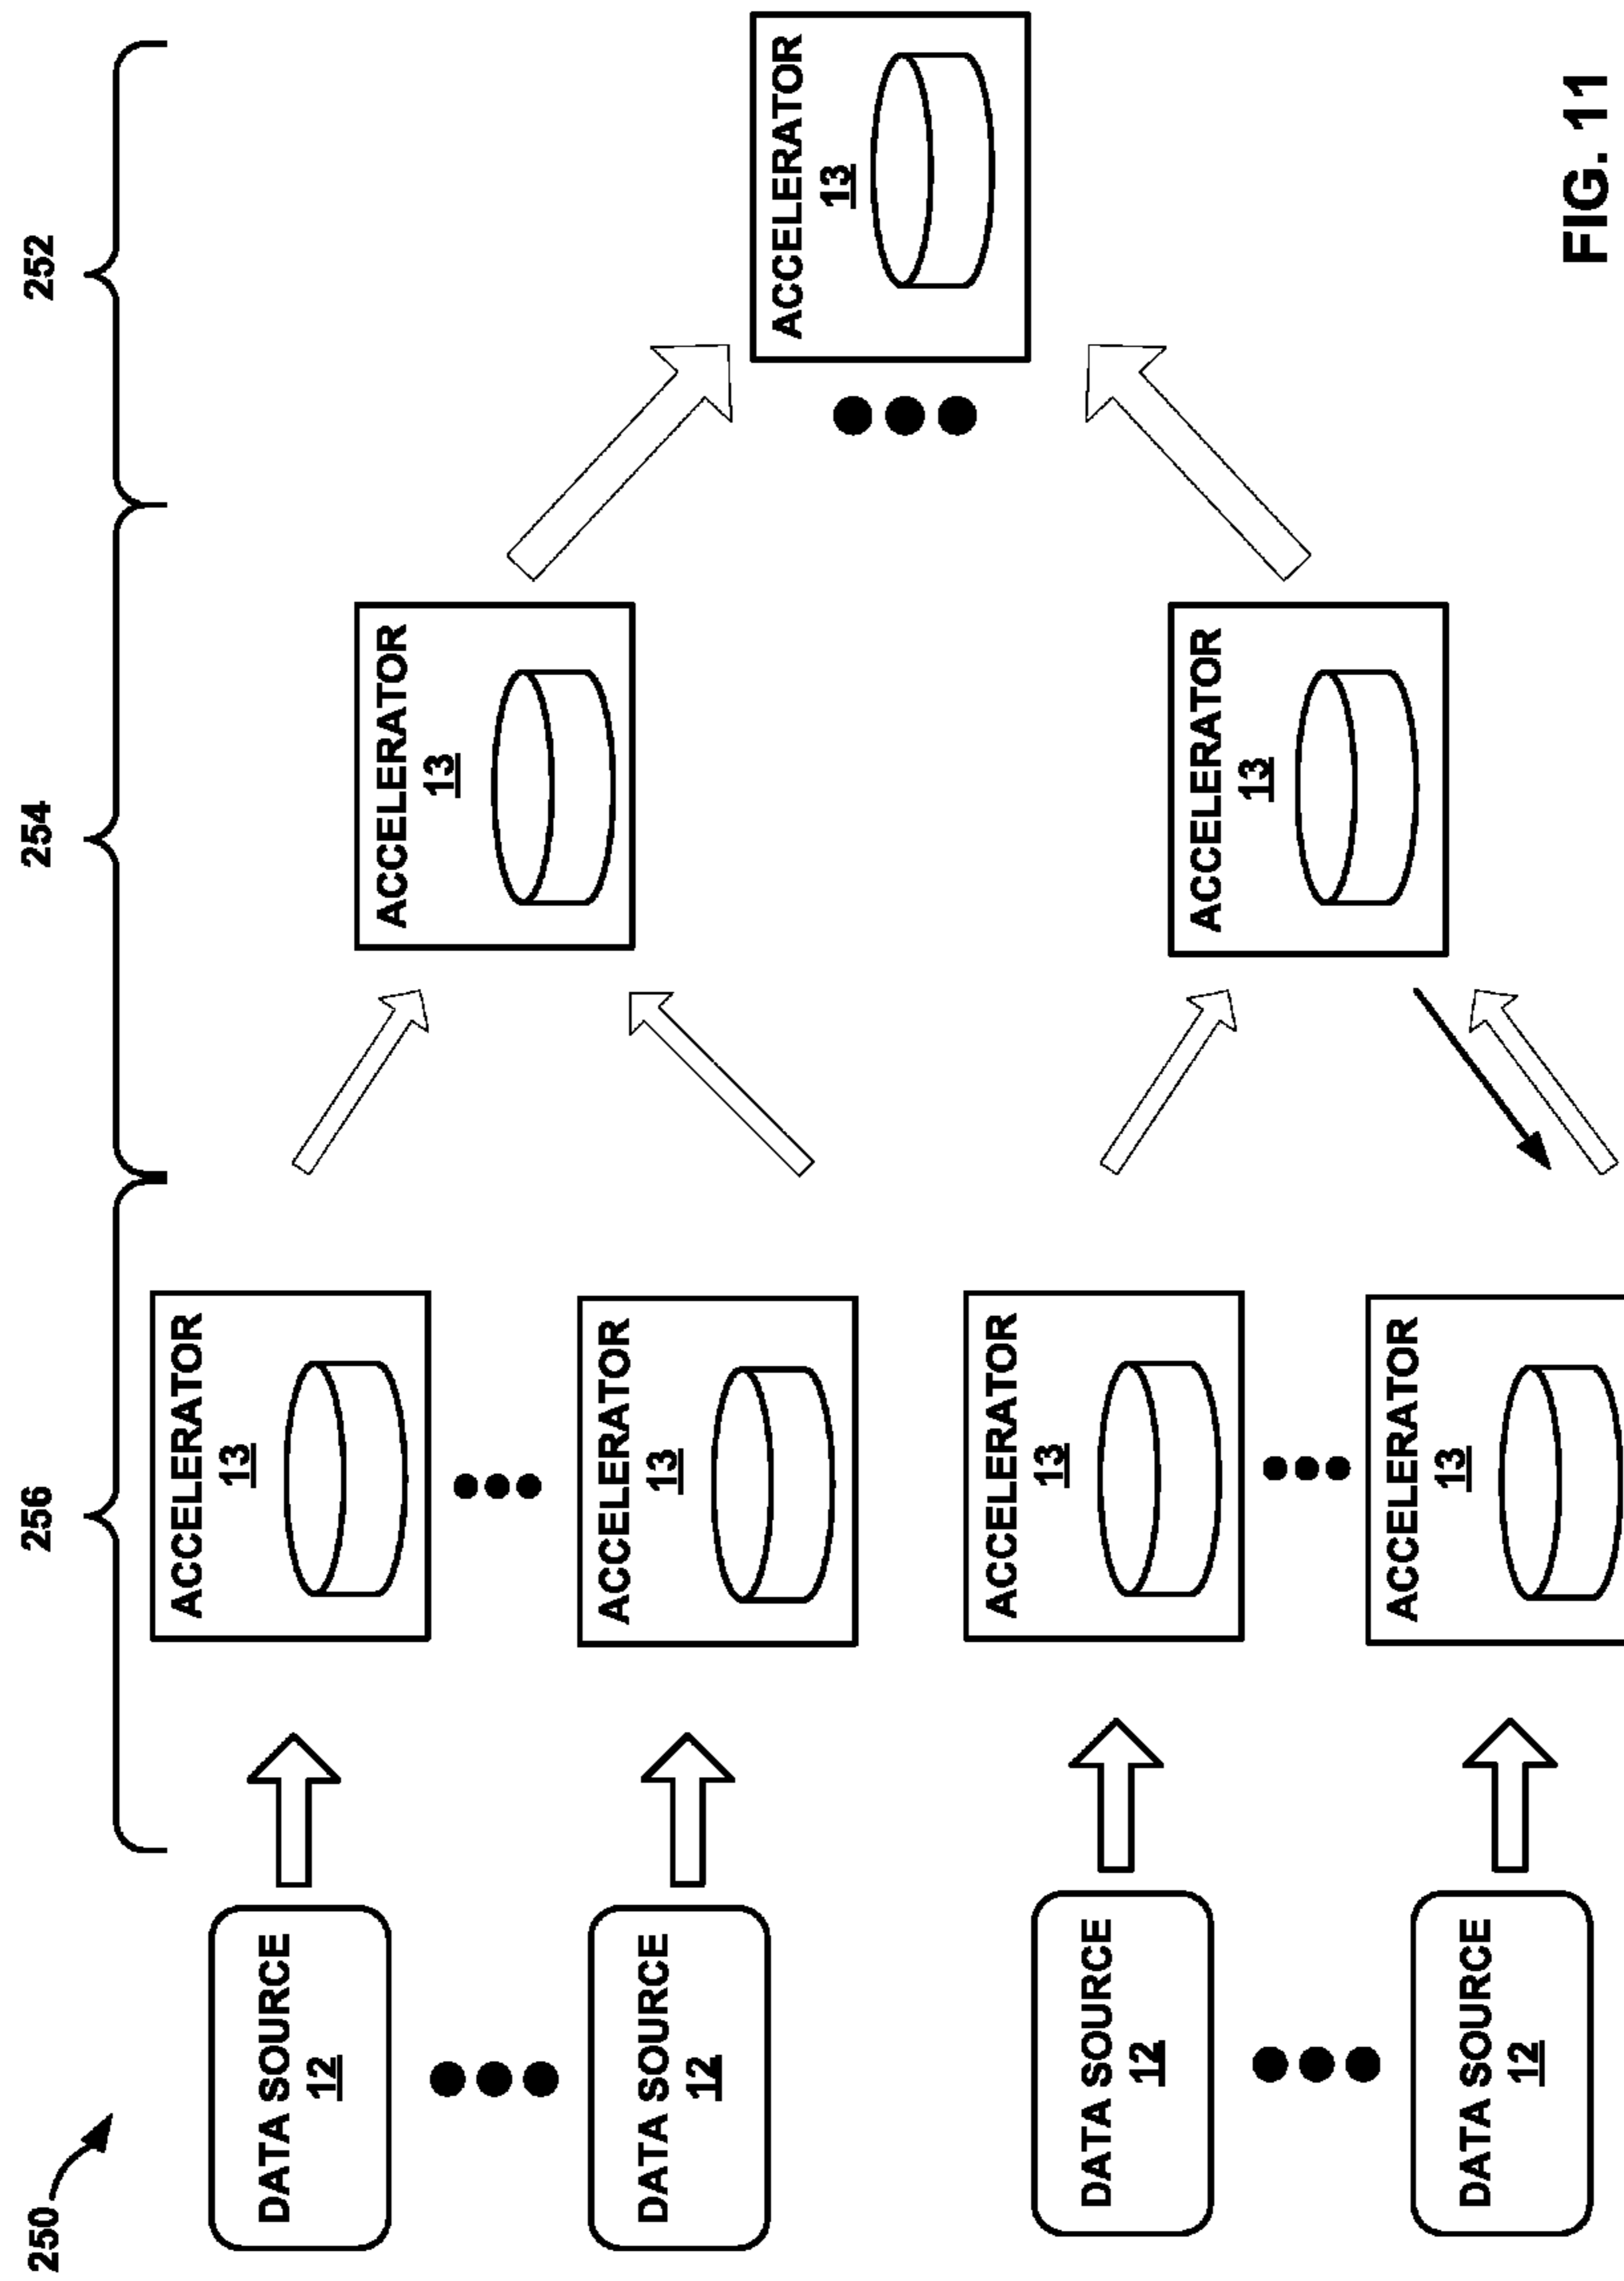 250
256
254
252
DATA SOURCE
12
ACCELERATOR
13
ACCELERATOR
13
DATA SOURCE
12
ACCELERATOR
13
ACCELERATOR
13
DATA SOURCE
12
ACCELERATOR
13
ACCELERATOR
13
DATA SOURCE
12
ACCELERATOR
13
FIG. 11